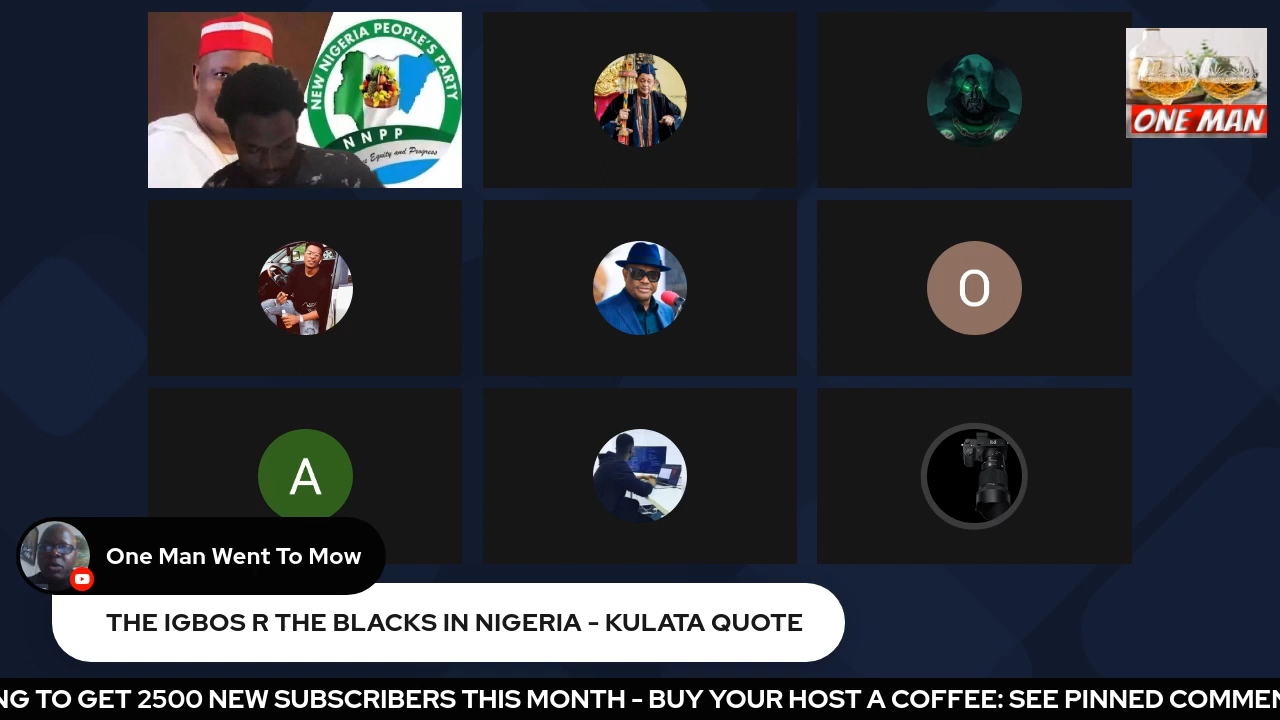 NEW NIGERIA PEOPLE'S PARTY
NNPP
Equity and Progress
ONE MAN
O
A
One Man Went To Mow
THE IGBOS R THE BLACKS IN NIGERIA - KULATA QUOTE
NG TO GET 2500 NEW SUBSCRIBERS THIS MONTH - BUY YOUR HOST A COFFEE: SEE PINNED COMMEN